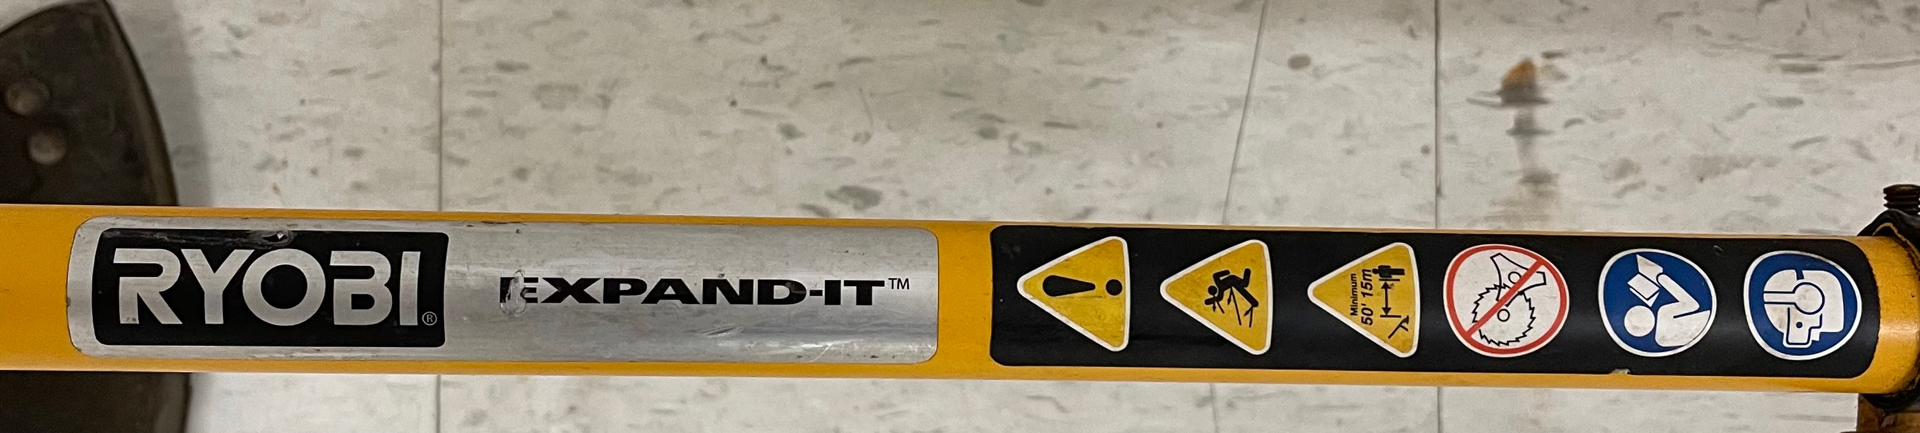 RYOBI®
EXPAND-IT™
Minimum
50' 15m